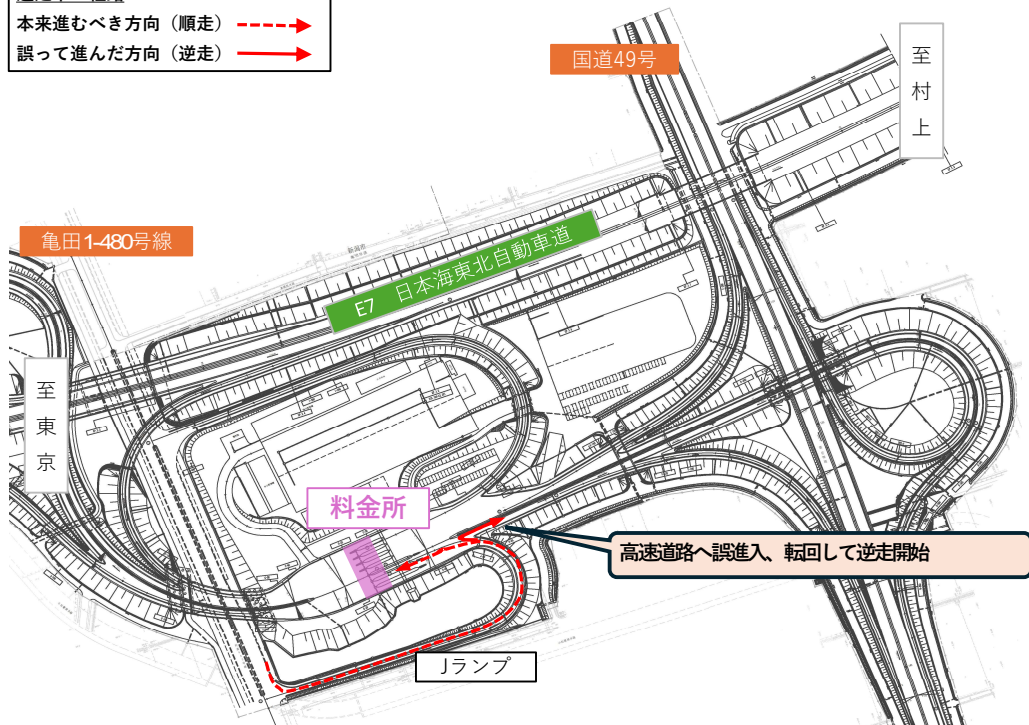 本来進むべき方向（順走）
誤って進んだ方向（逆走）
国道49号
至村上
亀田1-480号線
新潟市
E7 日本海東北自動車道
至東京
料金所
高速道路へ誤進入、転回して逆走開始
Jランプ